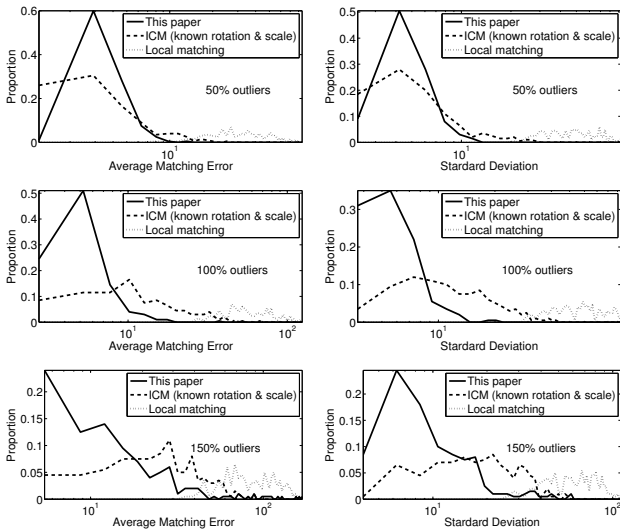 0.6
0.4
0.2
0
Proportion
This paper
ICM (known rotation & scale)
Local matching
50% outliers
10^1
Average Matching Error
0.5
0.4
0.3
0.2
0.1
0
Proportion
This paper
ICM (known rotation & scale)
Local matching
50% outliers
10^1
Stardard Deviation
0.5
0.4
0.3
0.2
0.1
0
Proportion
This paper
ICM (known rotation & scale)
Local matching
100% outliers
10^1
10^2
Average Matching Error
0.3
0.2
0.1
0
Proportion
This paper
ICM (known rotation & scale)
Local matching
100% outliers
10^1
Stardard Deviation
0.2
0.15
0.1
0.05
0
Proportion
This paper
ICM (known rotation & scale)
Local matching
150% outliers
10^1
10^2
Average Matching Error
0.2
0.15
0.1
0.05
0
Proportion
This paper
ICM (known rotation & scale)
Local matching
150% outliers
10^1
10^2
Stardard Deviation